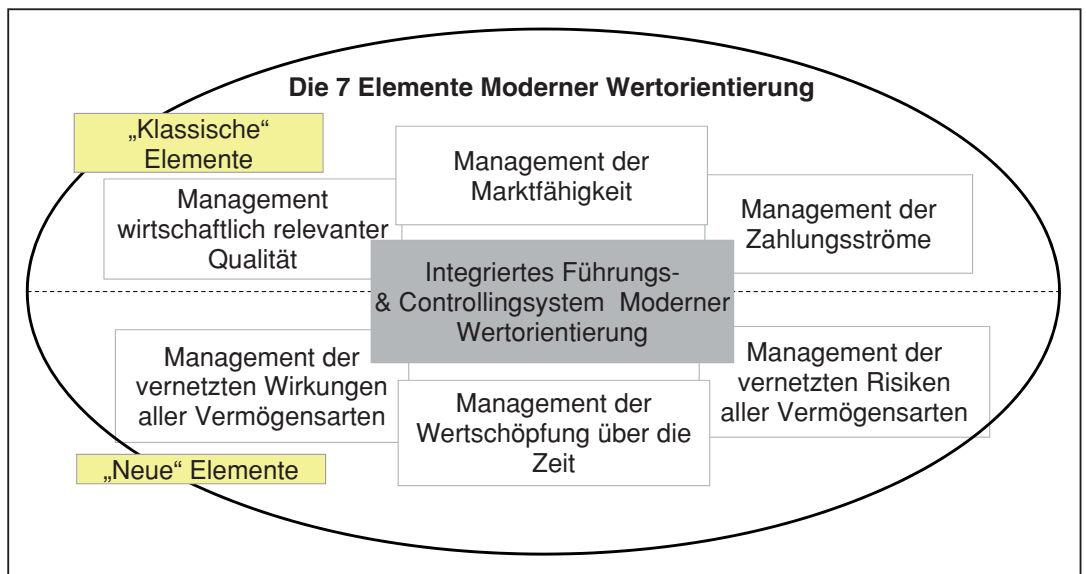 Die 7 Elemente Moderner Wertorientierung
„Klassische“
Elemente
Management
wirtschaftlich relevanter
Qualität
Management der
Marktfähigkeit
Management der
Zahlungsströme
Integriertes Führungs-
& Controllingsystem Moderner
Wertorientierung
Management der
vernetzten Wirkungen
aller Vermögensarten
Management der
Wertschöpfung über die
Zeit
Management der
vernetzten Risiken
aller Vermögensarten
„Neue“ Elemente